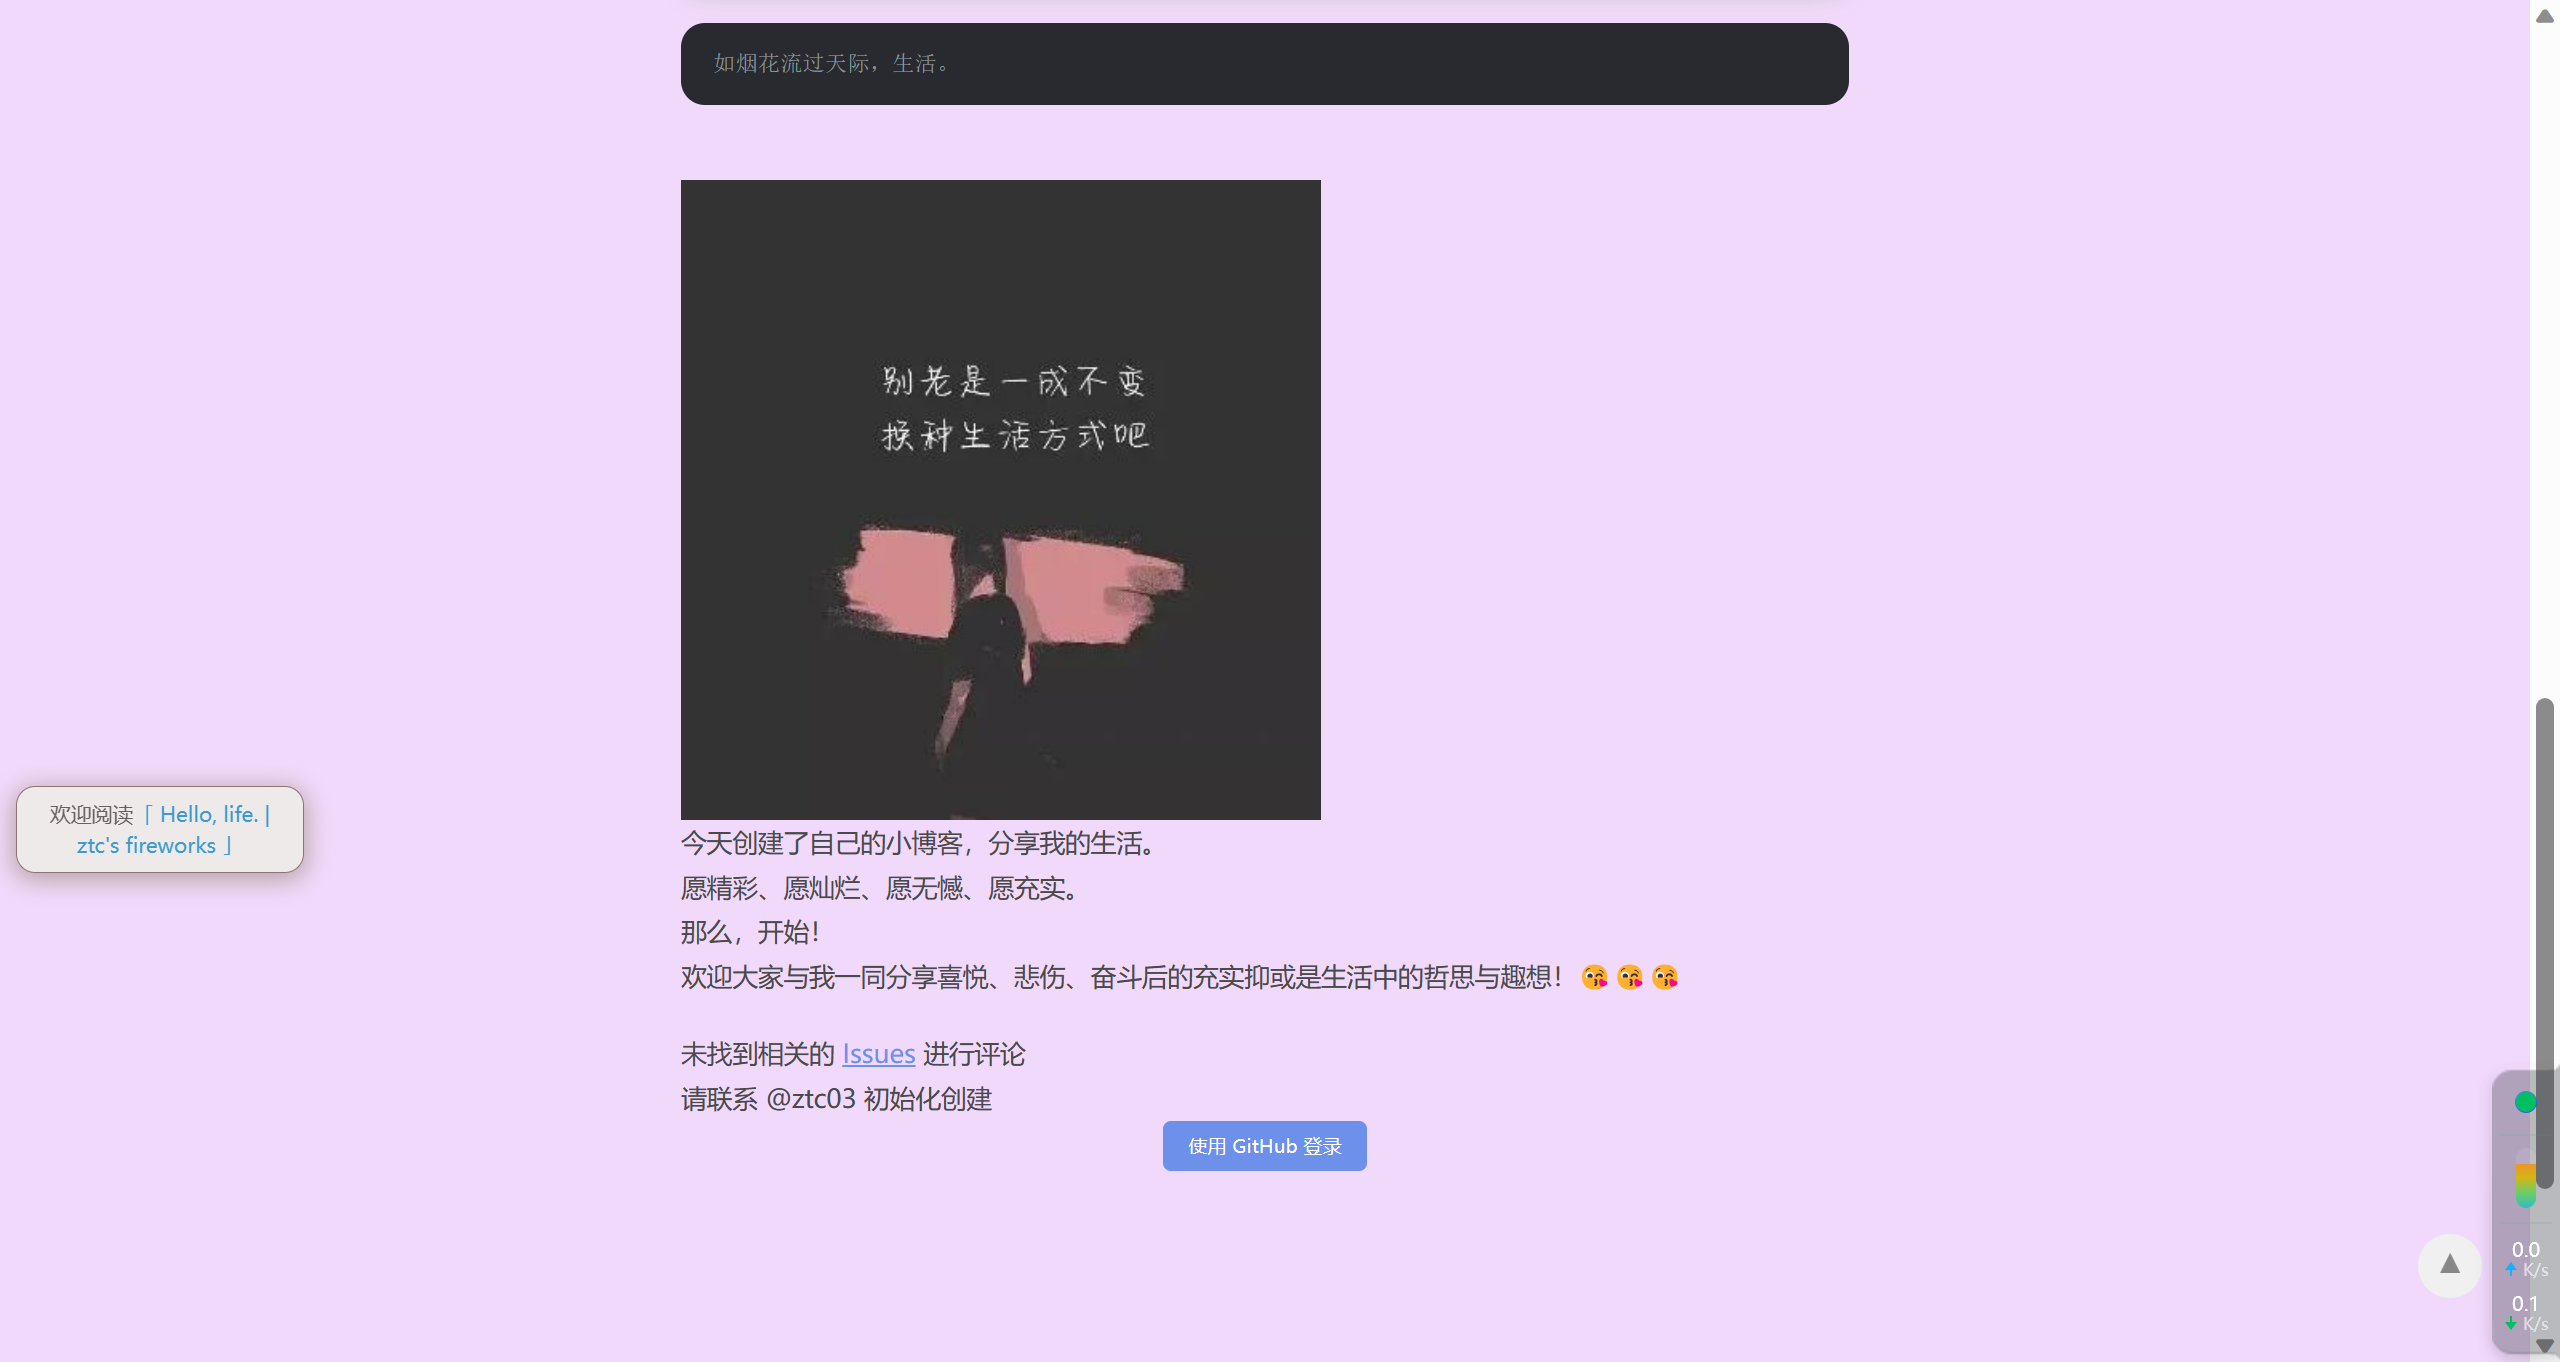 如烟花流过天际，生活。
别老是一成不变
换种生活方式吧
欢迎阅读「 Hello, life. |
ztc's fireworks 」
今天创建了自己的小博客，分享我的生活。
愿精彩、愿灿烂、愿无憾、愿充实。
那么，开始！
欢迎大家与我一同分享喜悦、悲伤、奋斗后的充实抑或是生活中的哲思与趣想！😘 😘 😘
未找到相关的 Issues 进行评论
请联系 @ztc03 初始化创建
使用 GitHub 登录
0.0
K/s
0.1
K/s